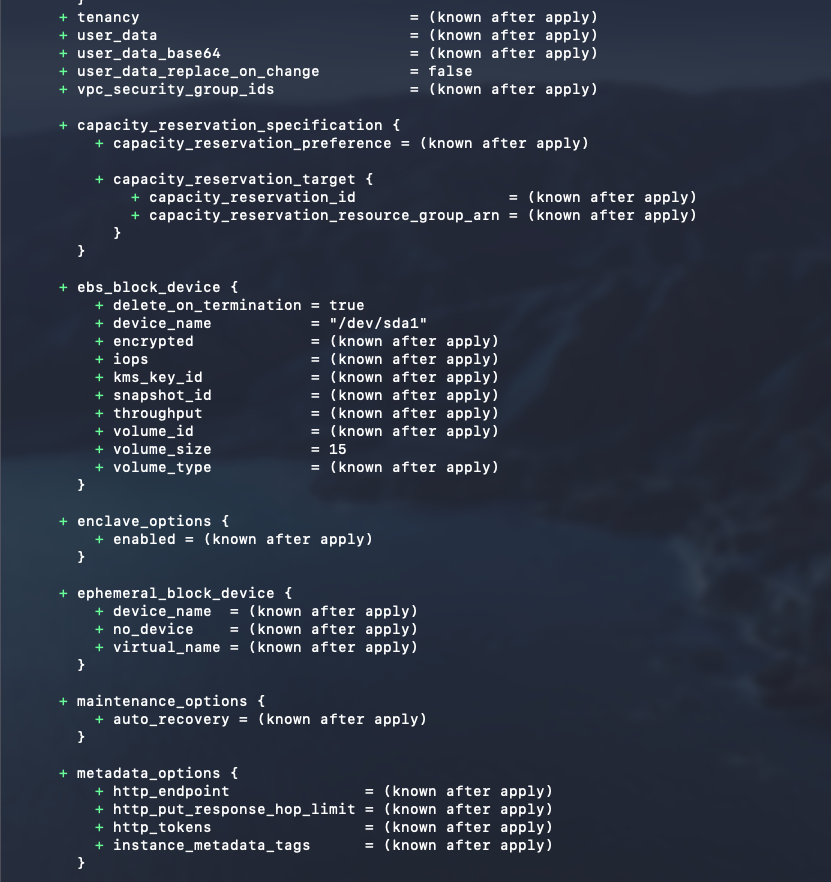 }
+ tenancy                              = (known after apply)
+ user_data                            = (known after apply)
+ user_data_base64                     = (known after apply)
+ user_data_replace_on_change          = false
+ vpc_security_group_ids               = (known after apply)

+ capacity_reservation_specification {
    + capacity_reservation_preference = (known after apply)

    + capacity_reservation_target {
        + capacity_reservation_id                 = (known after apply)
        + capacity_reservation_resource_group_arn = (known after apply)
      }
  }

+ ebs_block_device {
    + delete_on_termination = true
    + device_name           = "/dev/sda1"
    + encrypted             = (known after apply)
    + iops                  = (known after apply)
    + kms_key_id            = (known after apply)
    + snapshot_id           = (known after apply)
    + throughput            = (known after apply)
    + volume_id             = (known after apply)
    + volume_size           = 15
    + volume_type           = (known after apply)
  }

+ enclave_options {
    + enabled = (known after apply)
  }

+ ephemeral_block_device {
    + device_name  = (known after apply)
    + no_device    = (known after apply)
    + virtual_name = (known after apply)
  }

+ maintenance_options {
    + auto_recovery = (known after apply)
  }

+ metadata_options {
    + http_endpoint               = (known after apply)
    + http_put_response_hop_limit = (known after apply)
    + http_tokens                 = (known after apply)
    + instance_metadata_tags      = (known after apply)
  }